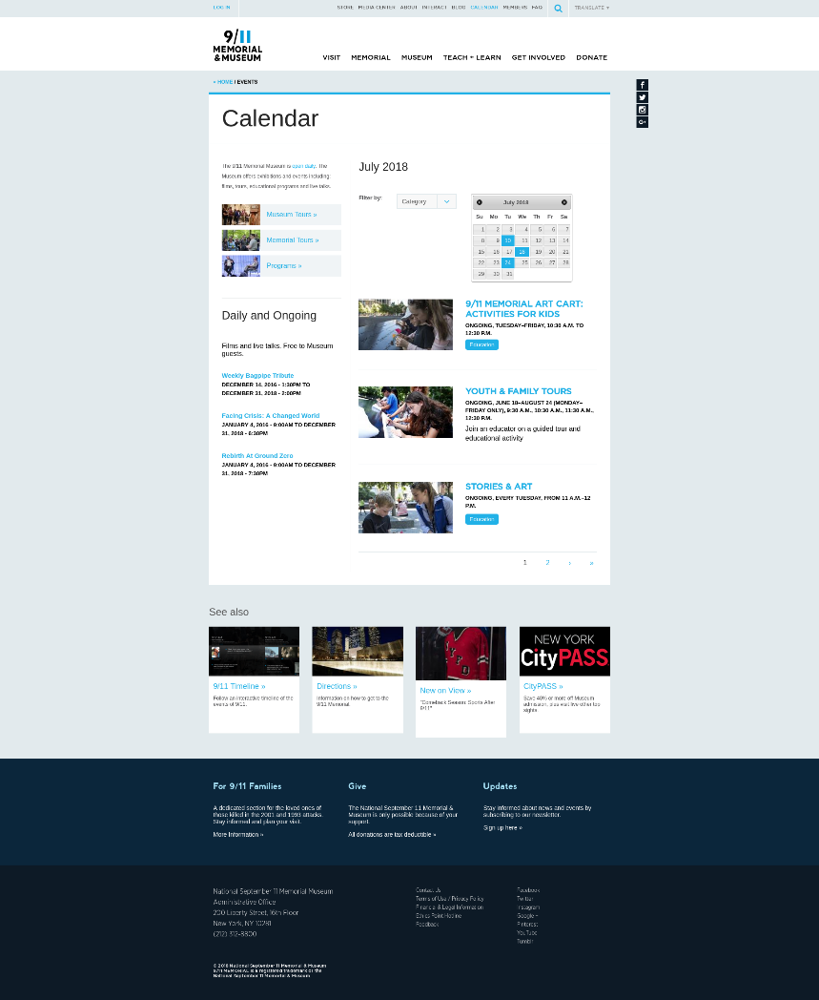 LOG IN
STORE MEDIA CENTER ABOUT INTERACT BLOG CALENDAR MEMBERS FAQ
TRANSLATE ▼
9/11
MEMORIAL
&MUSEUM
VISIT MEMORIAL MUSEUM TEACH + LEARN GET INVOLVED DONATE
« HOME / EVENTS
Calendar
The 9/11 Memorial Museum is open daily. The
Museum offers exhibitions and events including:
films, tours, educational programs and live talks.
Museum Tours »
Memorial Tours »
Programs »
Daily and Ongoing
Films and live talks. Free to Museum
guests.
Weekly Bagpipe Tribute
DECEMBER 14, 2016 - 1:30PM TO
DECEMBER 31, 2018 - 2:00PM
Facing Crisis: A Changed World
JANUARY 4, 2016 - 9:00AM TO DECEMBER
31, 2018 - 6:30PM
Rebirth At Ground Zero
JANUARY 4, 2016 - 9:00AM TO DECEMBER
31, 2018 - 7:30PM
July 2018
Filter by:
Category
July 2018
Su Mo Tu We Th Fr Sa
1 2 3 4 5 6 7
8 9 10 11 12 13 14
15 16 17 18 19 20 21
22 23 24 25 26 27 28
29 30 31
9/11 MEMORIAL ART CART:
ACTIVITIES FOR KIDS
ONGOING, TUESDAY–FRIDAY, 10:30 A.M. TO
12:30 P.M.
Education
YOUTH & FAMILY TOURS
ONGOING, JUNE 18–AUGUST 24 (MONDAY–
FRIDAY ONLY), 9:30 A.M., 10:30 A.M., 11:30 A.M.,
12:30 P.M.
Join an educator on a guided tour and
educational activity
STORIES & ART
ONGOING, EVERY TUESDAY, FROM 11 A.M.–12
P.M.
Education
1 2 › »
See also
9/11 Timeline »
Follow an interactive timeline of the
events of 9/11.
Directions »
Information on how to get to the
9/11 Memorial.
New on View »
"Comeback Season: Sports After
9/11"
NEW YORK
CityPASS
CityPASS »
Save 40% or more off Museum
admission, plus visit five other top
sights.
For 9/11 Families
A dedicated section for the loved ones of
those killed in the 2001 and 1993 attacks.
Stay informed and plan your visit.
More Information »
Give
The National September 11 Memorial &
Museum is only possible because of your
support.
All donations are tax deductible »
Updates
Stay informed about news and events by
subscribing to our newsletter.
Sign up here »
National September 11 Memorial Museum
Administrative Office
200 Liberty Street, 16th Floor
New York, NY 10281
(212) 312-8800
Contact Us
Terms of Use / Privacy Policy
Financial & Legal Information
Ethics Point Hotline
Feedback
Facebook
Twitter
Instagram
Google +
Pinterest
YouTube
Tumblr
© 2018 National September 11 Memorial & Museum
9/11 MEMORIAL is a registered trademark of the
National September 11 Memorial & Museum.